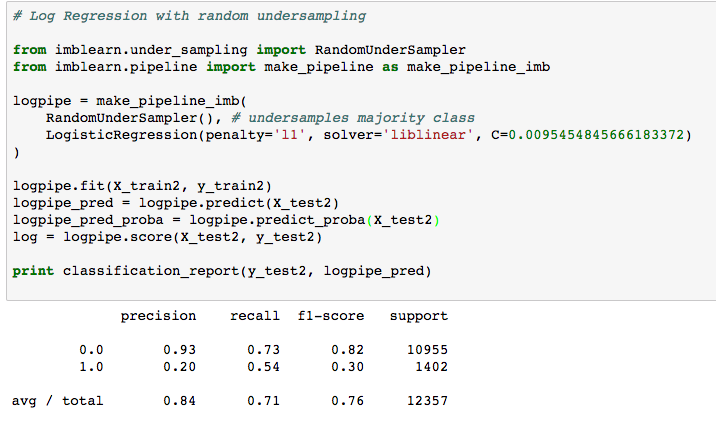 # Log Regression with random undersampling
from imblearn.under_sampling import RandomUnderSampler
from imblearn.pipeline import make_pipeline as make_pipeline_imb
logpipe = make_pipeline_imb(
    RandomUnderSampler(), # undersamples majority class
    LogisticRegression(penalty='l1', solver='liblinear', C=0.0095454845666183372)
)
logpipe.fit(X_train2, y_train2)
logpipe_pred = logpipe.predict(X_test2)
logpipe_pred_proba = logpipe.predict_proba(X_test2)
log = logpipe.score(X_test2, y_test2)
print classification_report(y_test2, logpipe_pred)
precision recall f1-score support
0.0 0.93 0.73 0.82 10955
1.0 0.20 0.54 0.30 1402
avg / total 0.84 0.71 0.76 12357